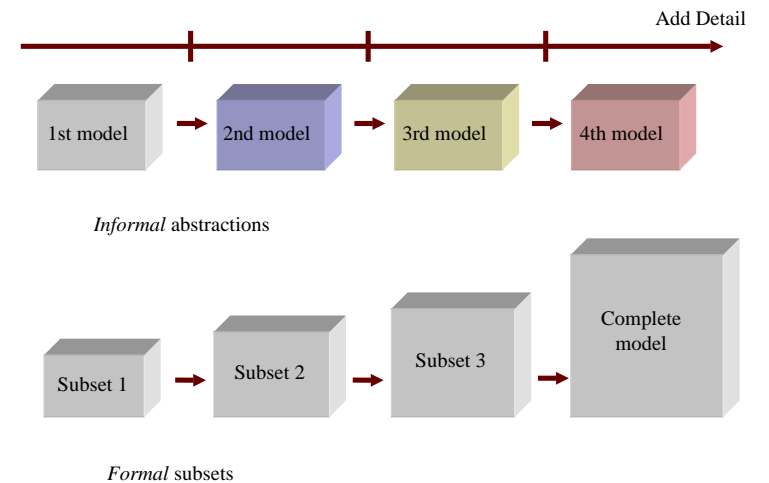 Add Detail
1st model
2nd model
3rd model
4th model
Informal abstractions
Subset 1
Subset 2
Subset 3
Complete
model
Formal subsets